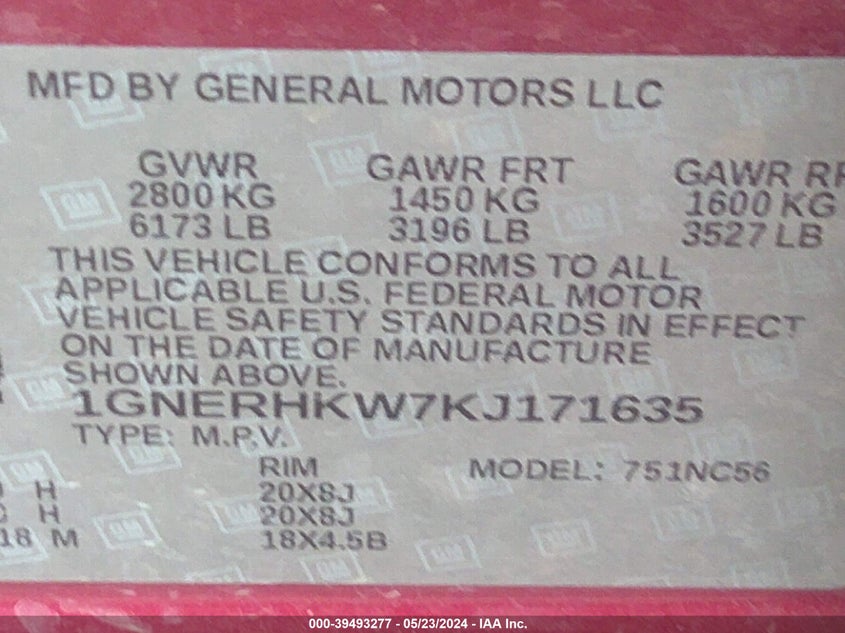 MFD BY GENERAL MOTORS LLC
GVWR GAWR FRT GAWR RR
2800 KG 1450 KG 1600 KG
6173 LB 3196 LB 3527 LB
THIS VEHICLE CONFORMS TO ALL
APPLICABLE U.S. FEDERAL MOTOR
VEHICLE SAFETY STANDARDS IN EFFECT
ON THE DATE OF MANUFACTURE
SHOWN ABOVE.
1GNERHKW7KJ171635
TYPE: M.P.V.
RIM MODEL: 751NC56
H 20X8J
H 20X8J
18 M 18X4.5B
000-39493277 - 05/23/2024 - IAA Inc.